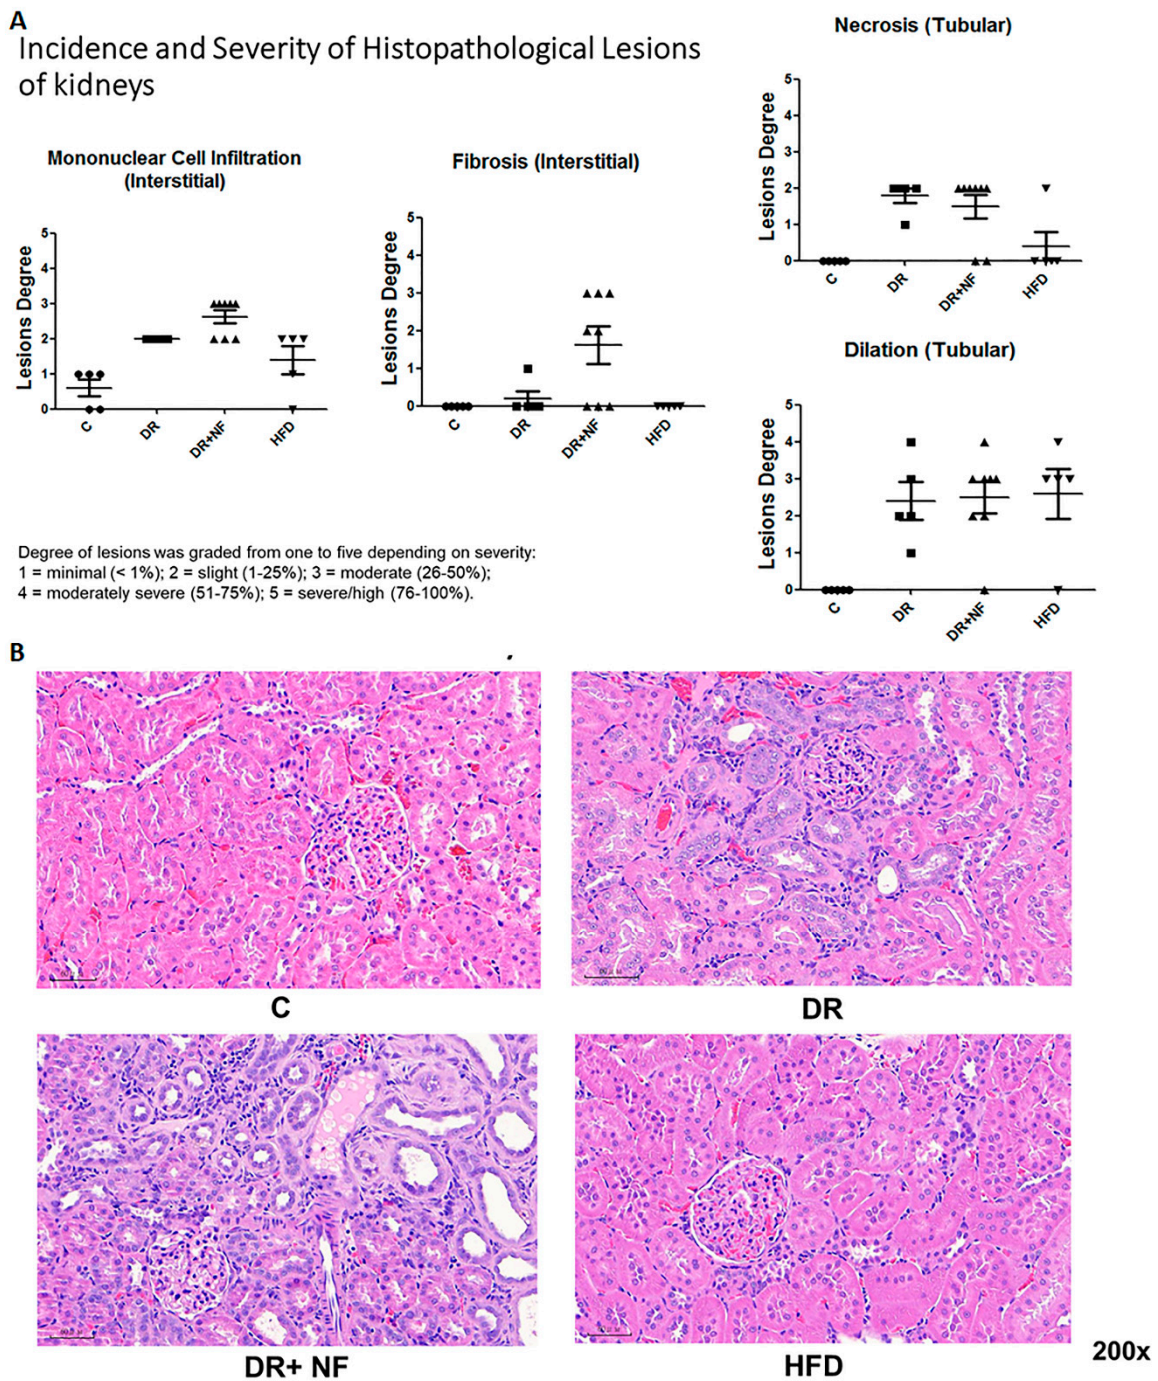 A
Incidence and Severity of Histopathological Lesions
of kidneys
Mononuclear Cell Infiltration
(Interstitial)
Lesions Degree
5
4
3
2
1
0
C
DR
DR+NF
HFD
Fibrosis (Interstitial)
Lesions Degree
5
4
3
2
1
0
C
DR
DR+NF
HFD
Necrosis (Tubular)
Lesions Degree
5
4
3
2
1
0
C
DR
DR+NF
HFD
Dilation (Tubular)
Lesions Degree
5
4
3
2
1
0
C
DR
DR+NF
HFD
Degree of lesions was graded from one to five depending on severity:
1 = minimal (< 1%); 2 = slight (1-25%); 3 = moderate (26-50%);
4 = moderately severe (51-75%); 5 = severe/high (76-100%).
B
C
DR
DR+ NF
HFD
200x